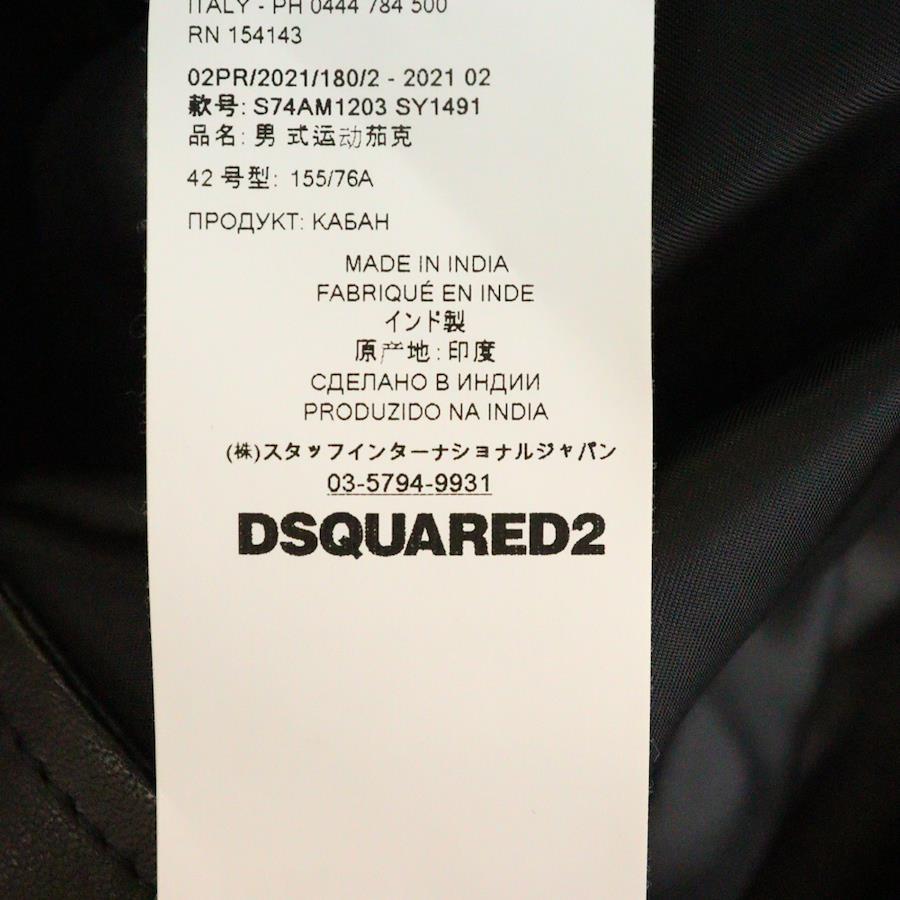 ITALY - PH 0444 784 500
RN 154143
02PR/2021/180/2 - 2021 02
款号: S74AM1203 SY1491
品名: 男 式运动茄克
42 号型: 155/76A
ПРОДУКТ: КАБАН
MADE IN INDIA
FABRIQUÉ EN INDE
インド製
原产地: 印度
СДЕЛАНО В ИНДИИ
PRODUZIDO NA INDIA
(株)スタッフインターナショナルジャパン
03-5794-9931
DSQUARED2